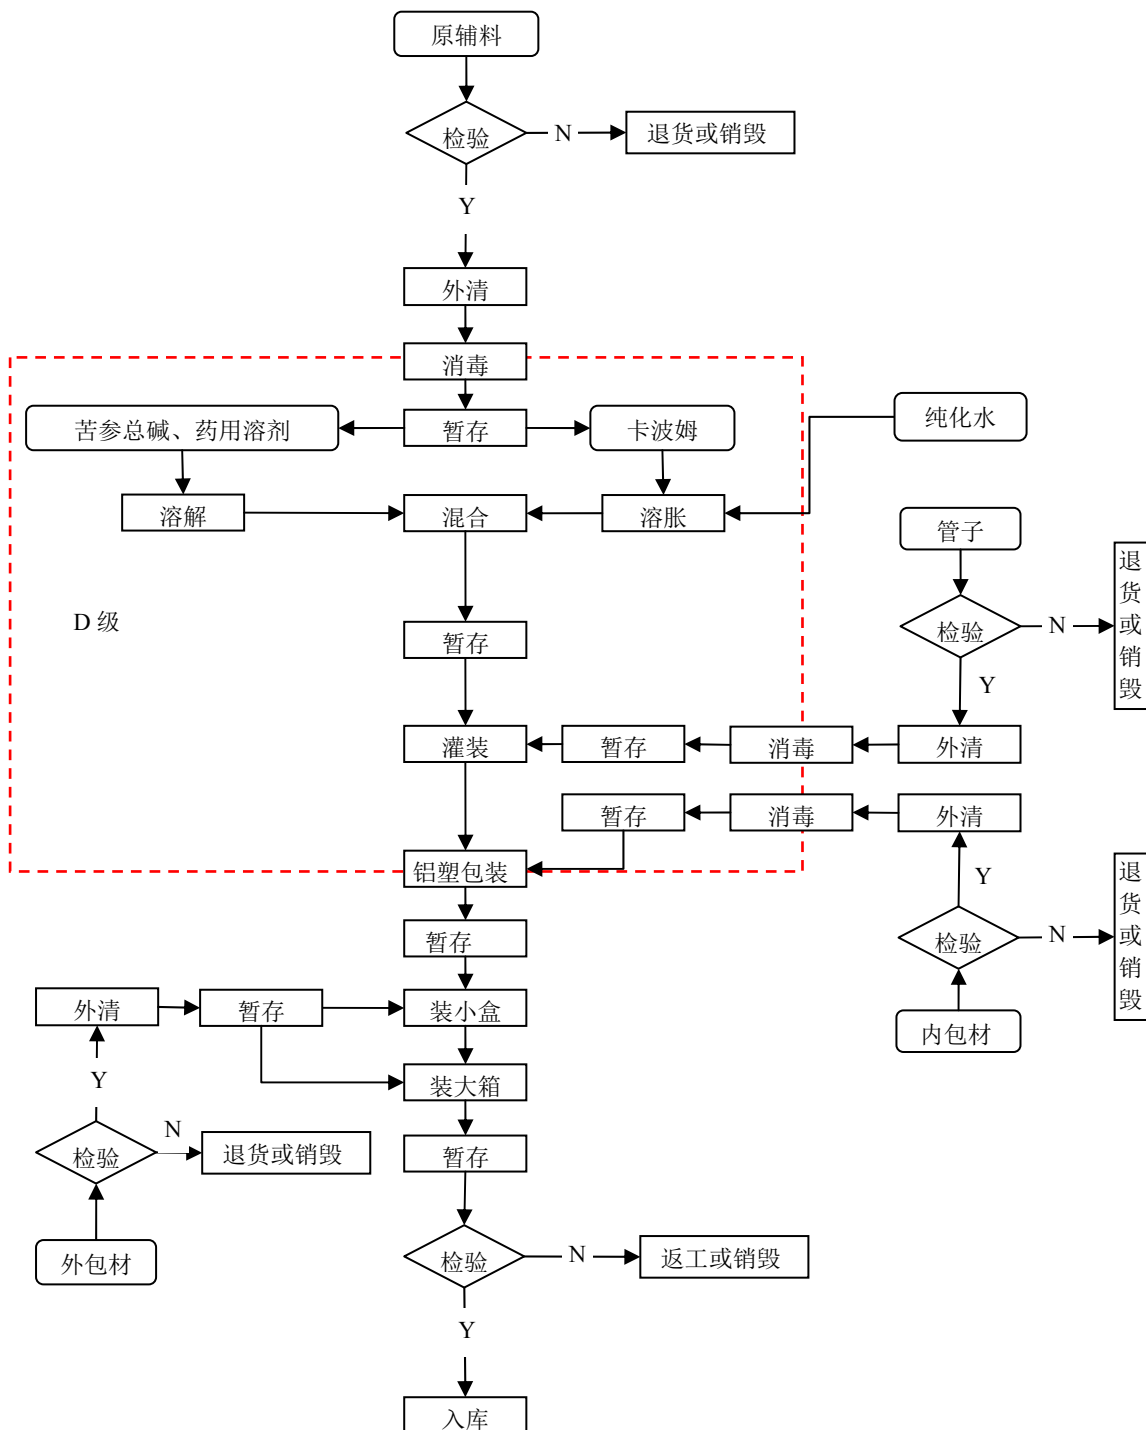 原辅料
检验
N
退货或销毁
Y
外清
消毒
苦参总碱、药用溶剂
暂存
卡波姆
纯化水
溶解
混合
溶胀
管子
退货或销毁
D 级
暂存
检验
N
Y
灌装
暂存
消毒
外清
暂存
消毒
外清
铝塑包装
Y
退货或销毁
暂存
检验
N
外清
暂存
装小盒
内包材
Y
装大箱
N
检验
退货或销毁
暂存
外包材
检验
N
返工或销毁
Y
入库